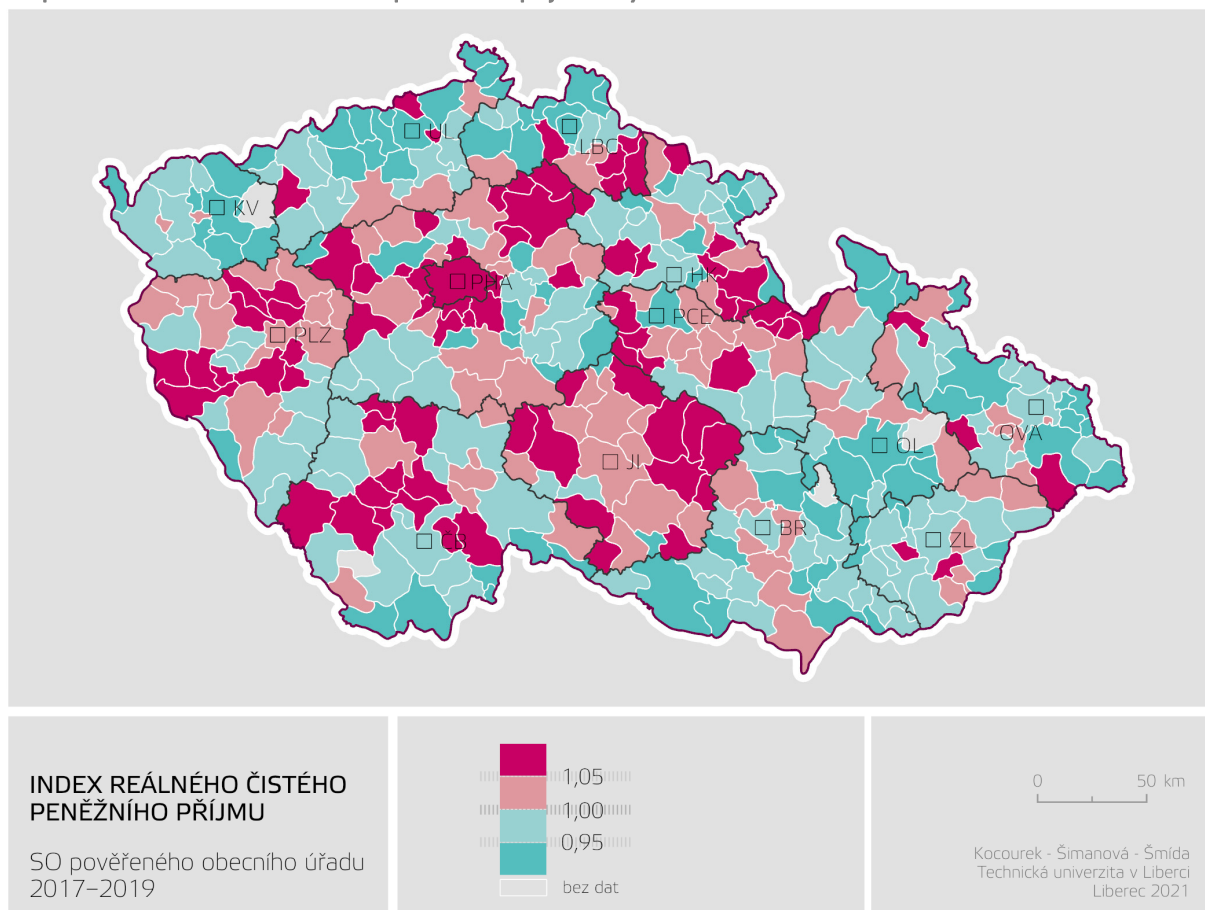 UL
LBC
KV
PHA
HK
PCE
PLZ
OVA
OL
JI
BR
ČB
ZL
INDEX REÁLNÉHO ČISTÉHO
PENĚŽNÍHO PŘÍJMU
SO pověřeného obecního úřadu
2017–2019
1,05
1,00
0,95
bez dat
0 50 km
Kocourek - Šimanová - Šmída
Technická univerzita v Liberci
Liberec 2021